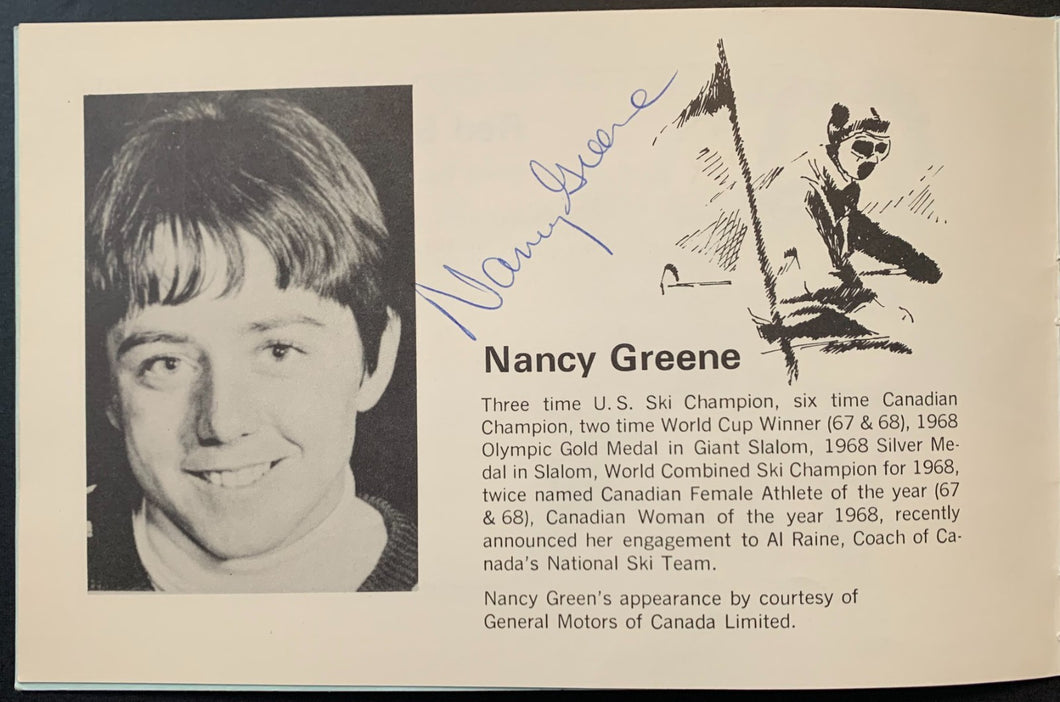 Nancy Greene
Nancy Greene
Three time U.S. Ski Champion, six time Canadian
Champion, two time World Cup Winner (67 & 68), 1968
Olympic Gold Medal in Giant Slalom, 1968 Silver Me-
dal in Slalom, World Combined Ski Champion for 1968,
twice named Canadian Female Athlete of the year (67
& 68), Canadian Woman of the year 1968, recently
announced her engagement to Al Raine, Coach of Ca-
nada's National Ski Team.
Nancy Green's appearance by courtesy of
General Motors of Canada Limited.